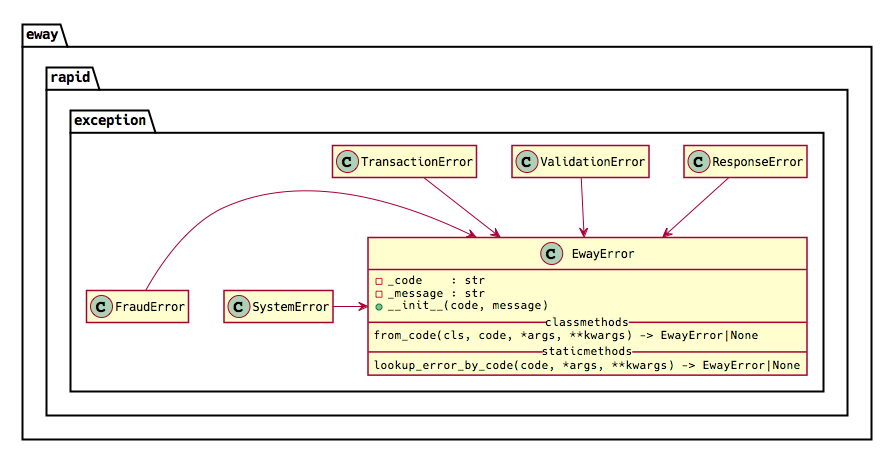 eway
rapid
exception
C TransactionError
C ValidationError
C ResponseError
C EwayError
_code    : str
_message : str
__init__(code, message)
classmethods
from_code(cls, code, *args, **kwargs) -> EwayError|None
staticmethods
lookup_error_by_code(code, *args, **kwargs) -> EwayError|None
C FraudError
C SystemError